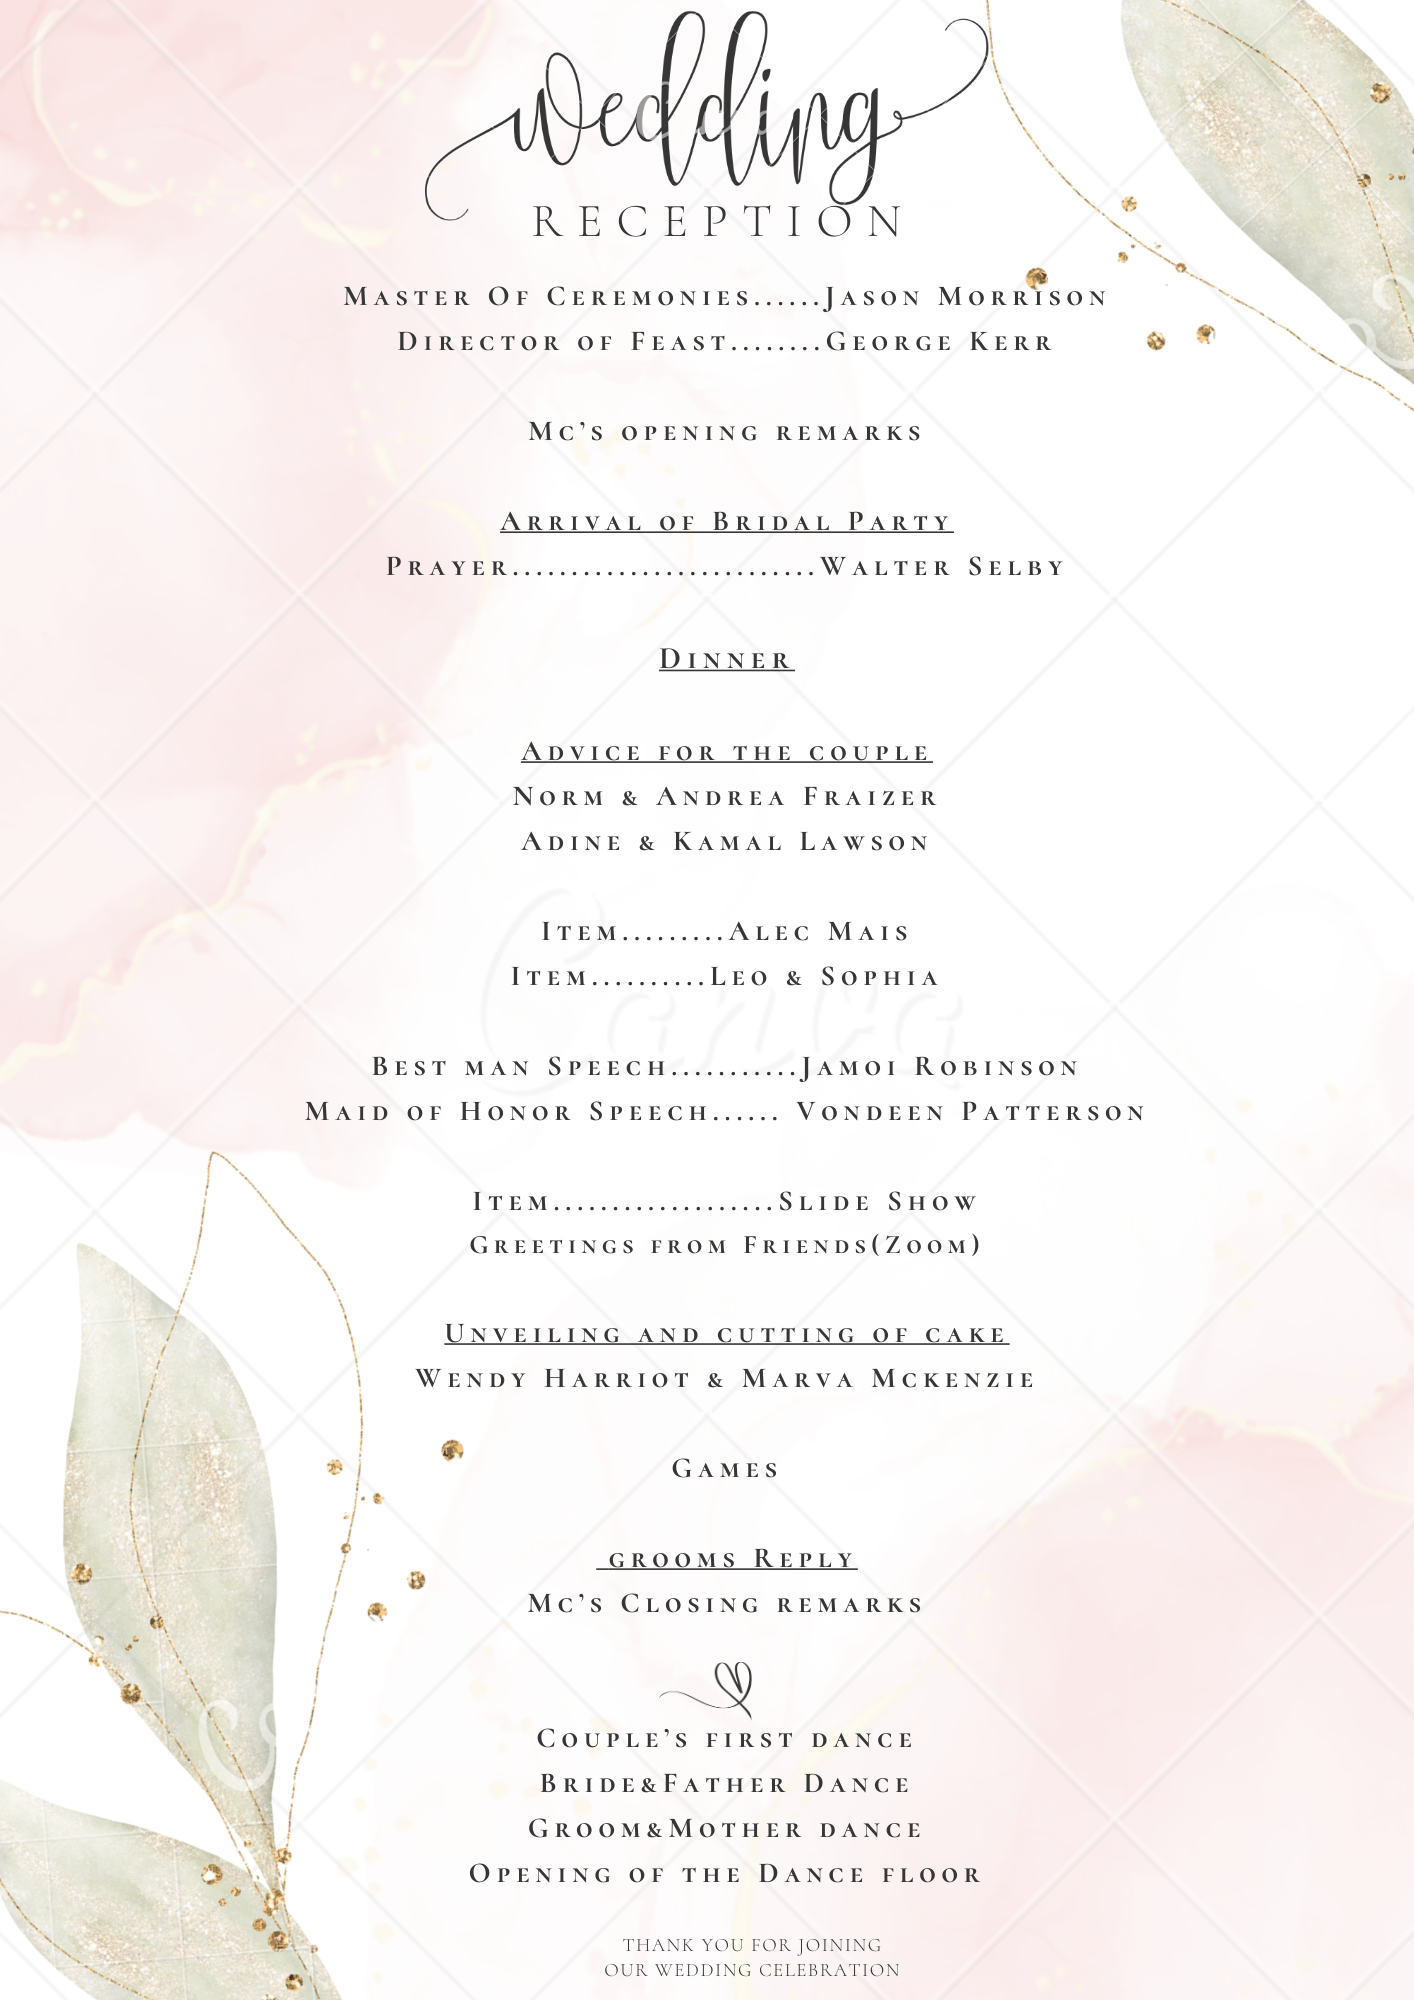 wedding
RECEPTION
Master Of Ceremonies......Jason Morrison
Director of Feast........George Kerr
Mc's opening remarks
Arrival of Bridal Party
Prayer..........................Walter Selby
Dinner
Advice for the couple
Norm & Andrea Fraizer
Adine & Kamal Lawson
Item.........Alec Mais
Item..........Leo & Sophia
Canva
Best man Speech...........Jamoi Robinson
Maid of Honor Speech...... Vondeen Patterson
Item...................Slide Show
Greetings from Friends(Zoom)
Unveiling and cutting of cake
Wendy Harriot & Marva Mckenzie
Games
grooms Reply
Mc's Closing remarks
Couple's first dance
Bride&Father Dance
Groom&Mother dance
Opening of the Dance floor
THANK YOU FOR JOINING
OUR WEDDING CELEBRATION